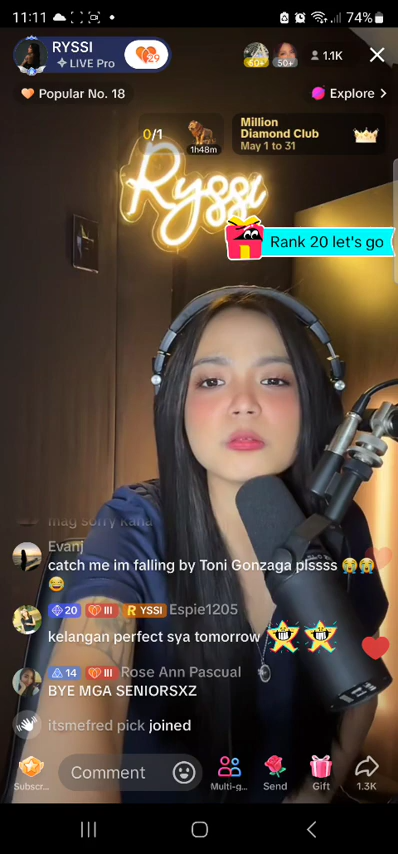 11:11
74%
RYSSI
LIVE Pro
29
60+
50+
1.1K
Popular No. 18
Explore
0/1
1h48m
Million
Diamond Club
May 1 to 31
Ryssi
Rank 20 let's go
mag sorry kana
Evanj
catch me im falling by Toni Gonzaga plssss 😭😭
😅
20 III R YSSI Espie1205
kelangan perfect sya tomorrow
14 III Rose Ann Pascual
BYE MGA SENIORSXZ
itsmefred pick joined
Comment
Subscr...
Multi-g...
Send
Gift
1.3K